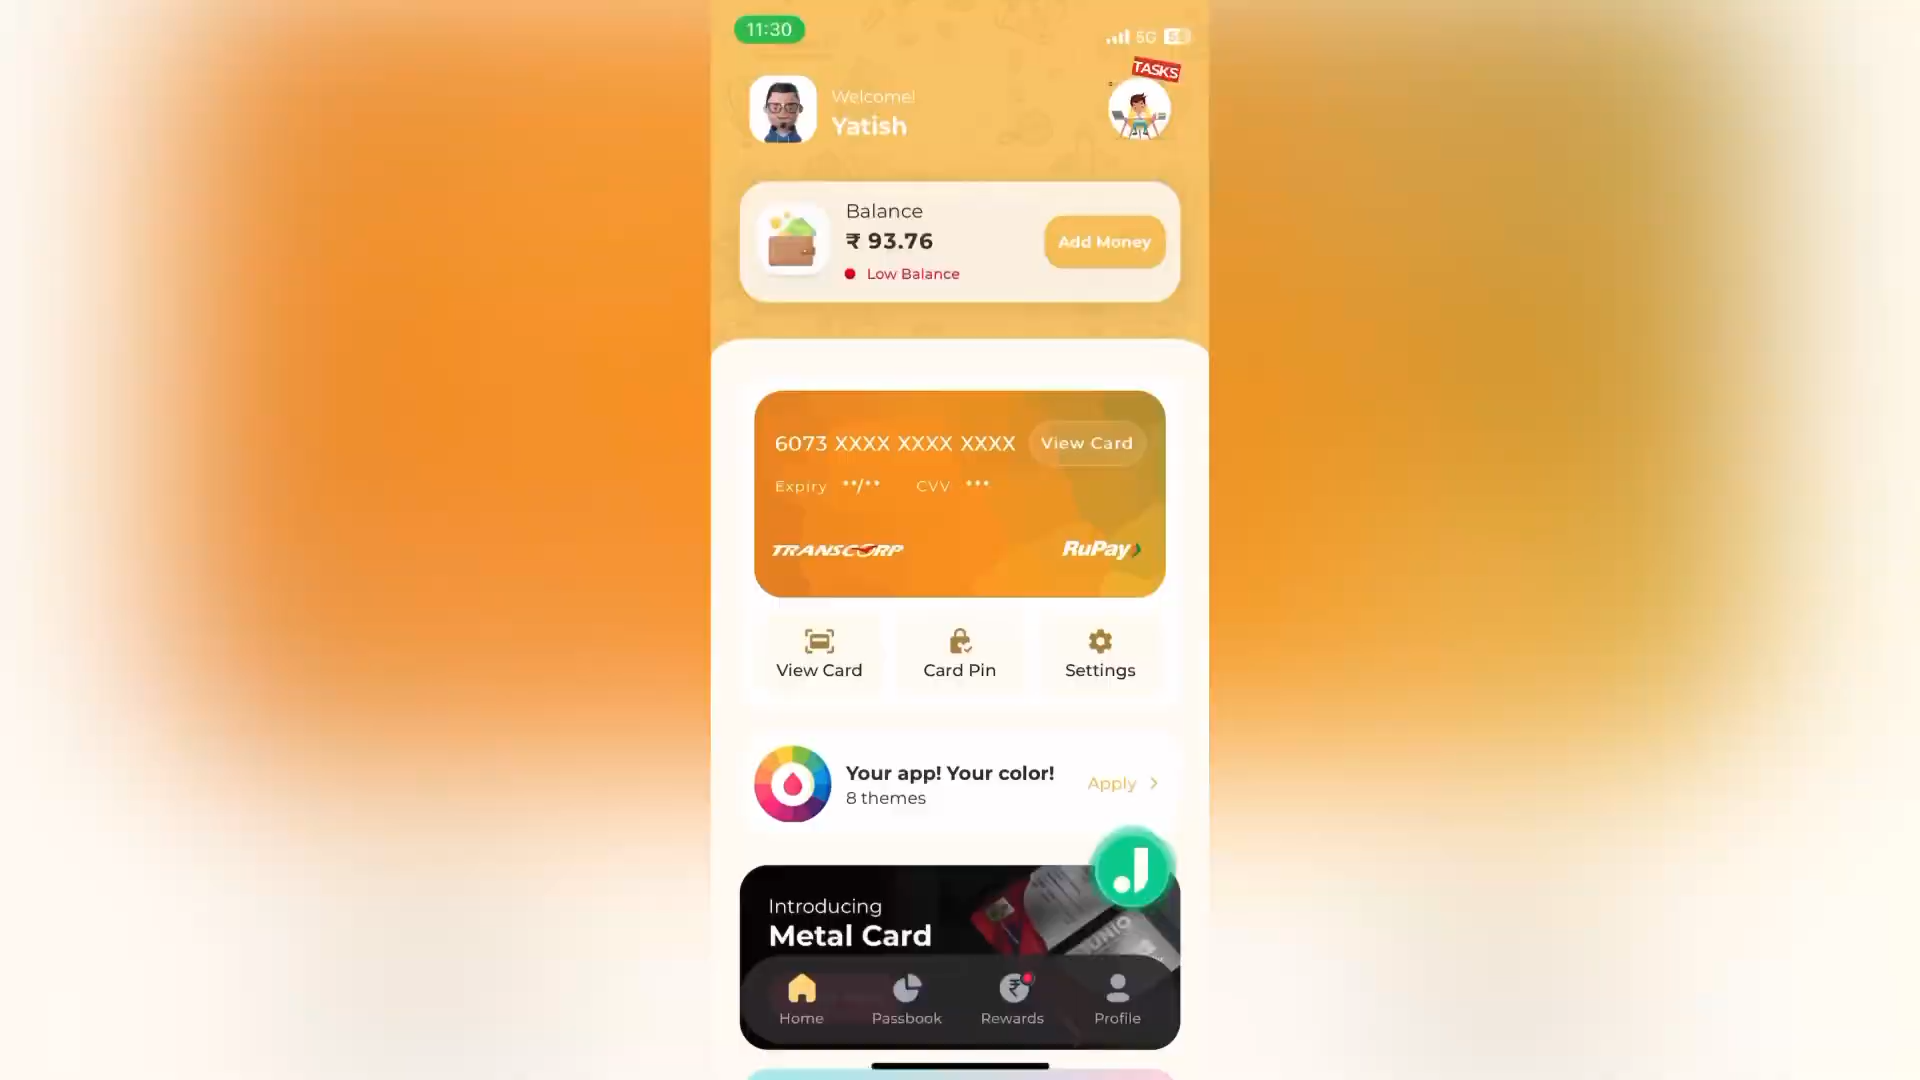 11:30
5G
TASKS
Welcome!
Yatish
Balance
₹ 93.76
Low Balance
Add Money
6073 XXXX XXXX XXXX
View Card
Expiry **/** CVV ***
TRANSCORP
RuPay
View Card
Card Pin
Settings
Your app! Your color!
8 themes
Apply
Introducing
Metal Card
Home
Passbook
Rewards
Profile